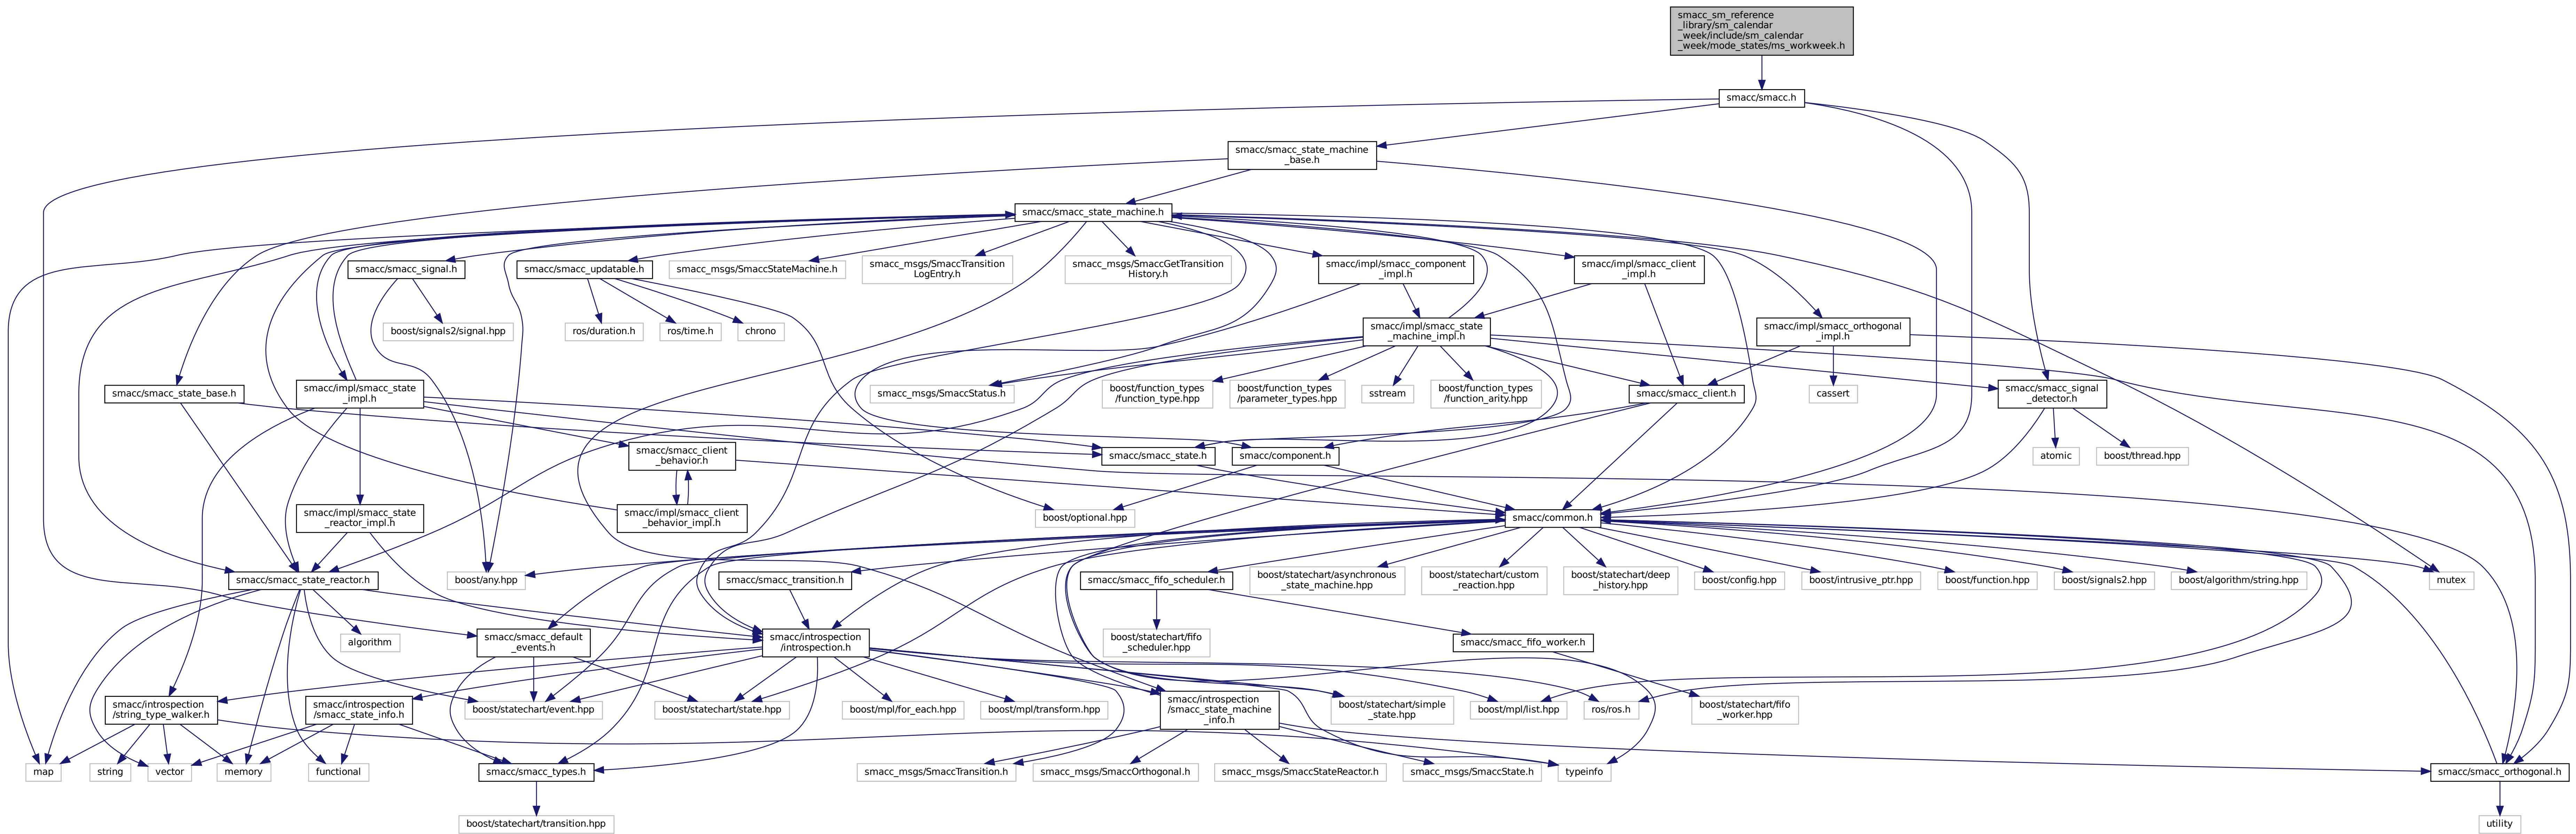 smacc_sm_reference
_library/sm_calendar
_week/include/sm_calendar
_week/mode_states/ms_workweek.h
smacc/smacc.h
smacc/smacc_state_machine
_base.h
smacc/smacc_state_machine.h
smacc/smacc_signal.h
smacc/smacc_updatable.h
smacc_msgs/SmaccStateMachine.h
smacc_msgs/SmaccTransition
LogEntry.h
smacc_msgs/SmaccGetTransition
History.h
smacc/impl/smacc_component
_impl.h
smacc/impl/smacc_client
_impl.h
boost/signals2/signal.hpp
ros/duration.h
ros/time.h
chrono
smacc/impl/smacc_state
_machine_impl.h
smacc/impl/smacc_orthogonal
_impl.h
smacc/smacc_state_base.h
smacc/impl/smacc_state
_impl.h
smacc_msgs/SmaccStatus.h
boost/function_types
/function_type.hpp
boost/function_types
/parameter_types.hpp
sstream
boost/function_types
/function_arity.hpp
smacc/smacc_client.h
cassert
smacc/smacc_signal
_detector.h
smacc/smacc_client
_behavior.h
smacc/smacc_state.h
smacc/component.h
atomic
boost/thread.hpp
smacc/impl/smacc_state
_reactor_impl.h
smacc/impl/smacc_client
_behavior_impl.h
boost/optional.hpp
smacc/common.h
smacc/smacc_state_reactor.h
boost/any.hpp
smacc/smacc_transition.h
smacc/smacc_fifo_scheduler.h
boost/statechart/asynchronous
_state_machine.hpp
boost/statechart/custom
_reaction.hpp
boost/statechart/deep
_history.hpp
boost/config.hpp
boost/intrusive_ptr.hpp
boost/function.hpp
boost/signals2.hpp
boost/algorithm/string.hpp
mutex
algorithm
smacc/smacc_default
_events.h
smacc/introspection
/introspection.h
boost/statechart/fifo
_scheduler.hpp
smacc/smacc_fifo_worker.h
smacc/introspection
/string_type_walker.h
smacc/introspection
/smacc_state_info.h
boost/statechart/event.hpp
boost/statechart/state.hpp
boost/mpl/for_each.hpp
boost/mpl/transform.hpp
smacc/introspection
/smacc_state_machine
_info.h
boost/statechart/simple
_state.hpp
boost/mpl/list.hpp
ros/ros.h
boost/statechart/fifo
_worker.hpp
map
string
vector
memory
functional
smacc/smacc_types.h
smacc_msgs/SmaccTransition.h
smacc_msgs/SmaccOrthogonal.h
smacc_msgs/SmaccStateReactor.h
smacc_msgs/SmaccState.h
typeinfo
smacc/smacc_orthogonal.h
boost/statechart/transition.hpp
utility